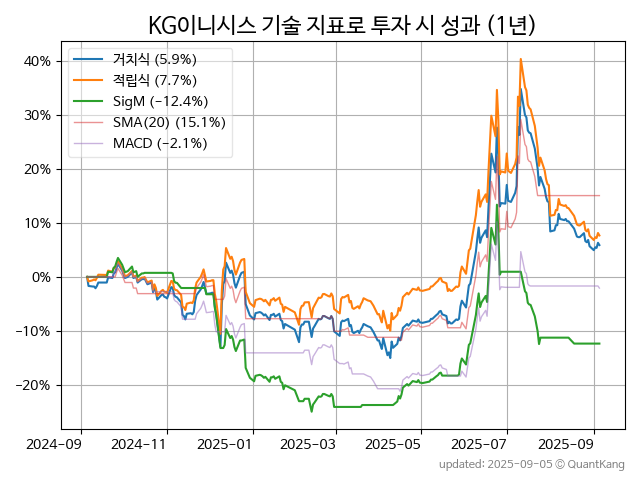 KG이니시스 기술 지표로 투자 시 성과 (1년)
40%
30%
20%
10%
0%
−10%
−20%
거치식 (5.9%)
적립식 (7.7%)
SigM (−12.4%)
SMA(20) (15.1%)
MACD (−2.1%)
2024-09 2024-11 2025-01 2025-03 2025-05 2025-07 2025-09
updated: 2025-09-05 © QuantKang